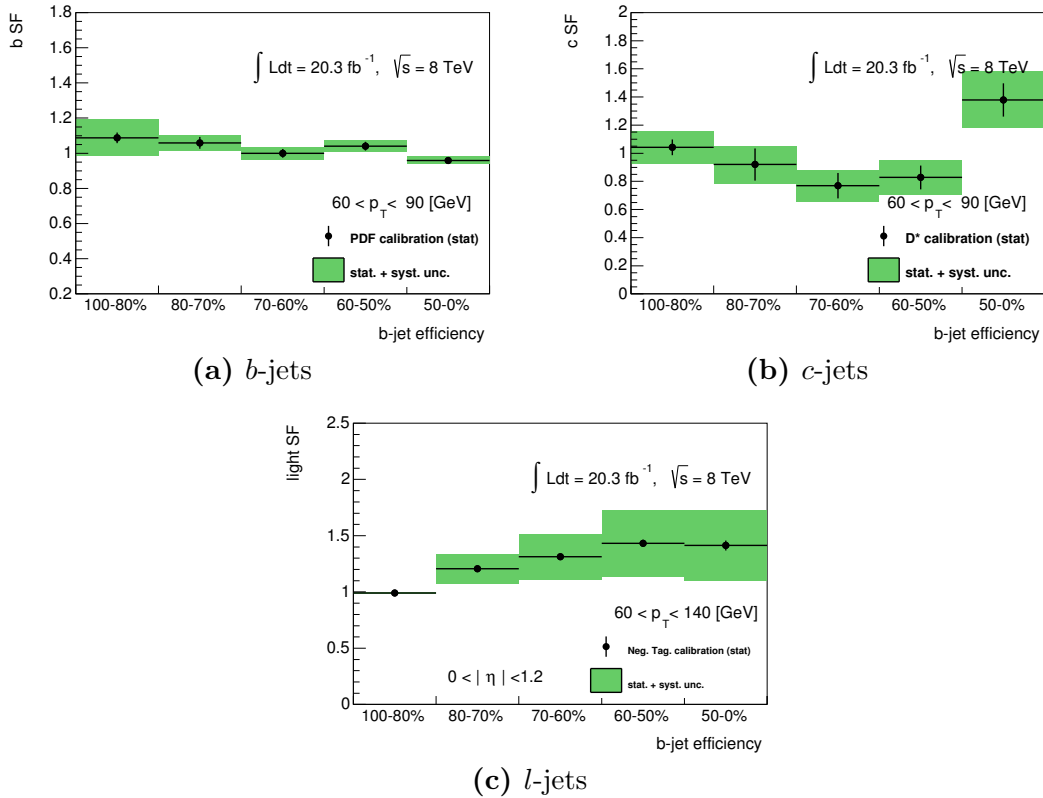 b SF
1.8
1.6
1.4
1.2
1
0.8
0.6
0.4
0.2
∫ Ldt = 20.3 fb⁻¹, √s = 8 TeV
60 < p_T < 90 [GeV]
PDF calibration (stat)
stat. + syst. unc.
100-80% 80-70% 70-60% 60-50% 50-0%
b-jet efficiency
(a) b-jets
c SF
2
1.8
1.6
1.4
1.2
1
0.8
0.6
0.4
0.2
0
∫ Ldt = 20.3 fb⁻¹, √s = 8 TeV
60 < p_T < 90 [GeV]
D* calibration (stat)
stat. + syst. unc.
100-80% 80-70% 70-60% 60-50% 50-0%
b-jet efficiency
(b) c-jets
light SF
2.5
2
1.5
1
0.5
0
∫ Ldt = 20.3 fb⁻¹, √s = 8 TeV
60 < p_T < 140 [GeV]
Neg. Tag. calibration (stat)
0 < | η | <1.2
stat. + syst. unc.
100-80% 80-70% 70-60% 60-50% 50-0%
b-jet efficiency
(c) l-jets